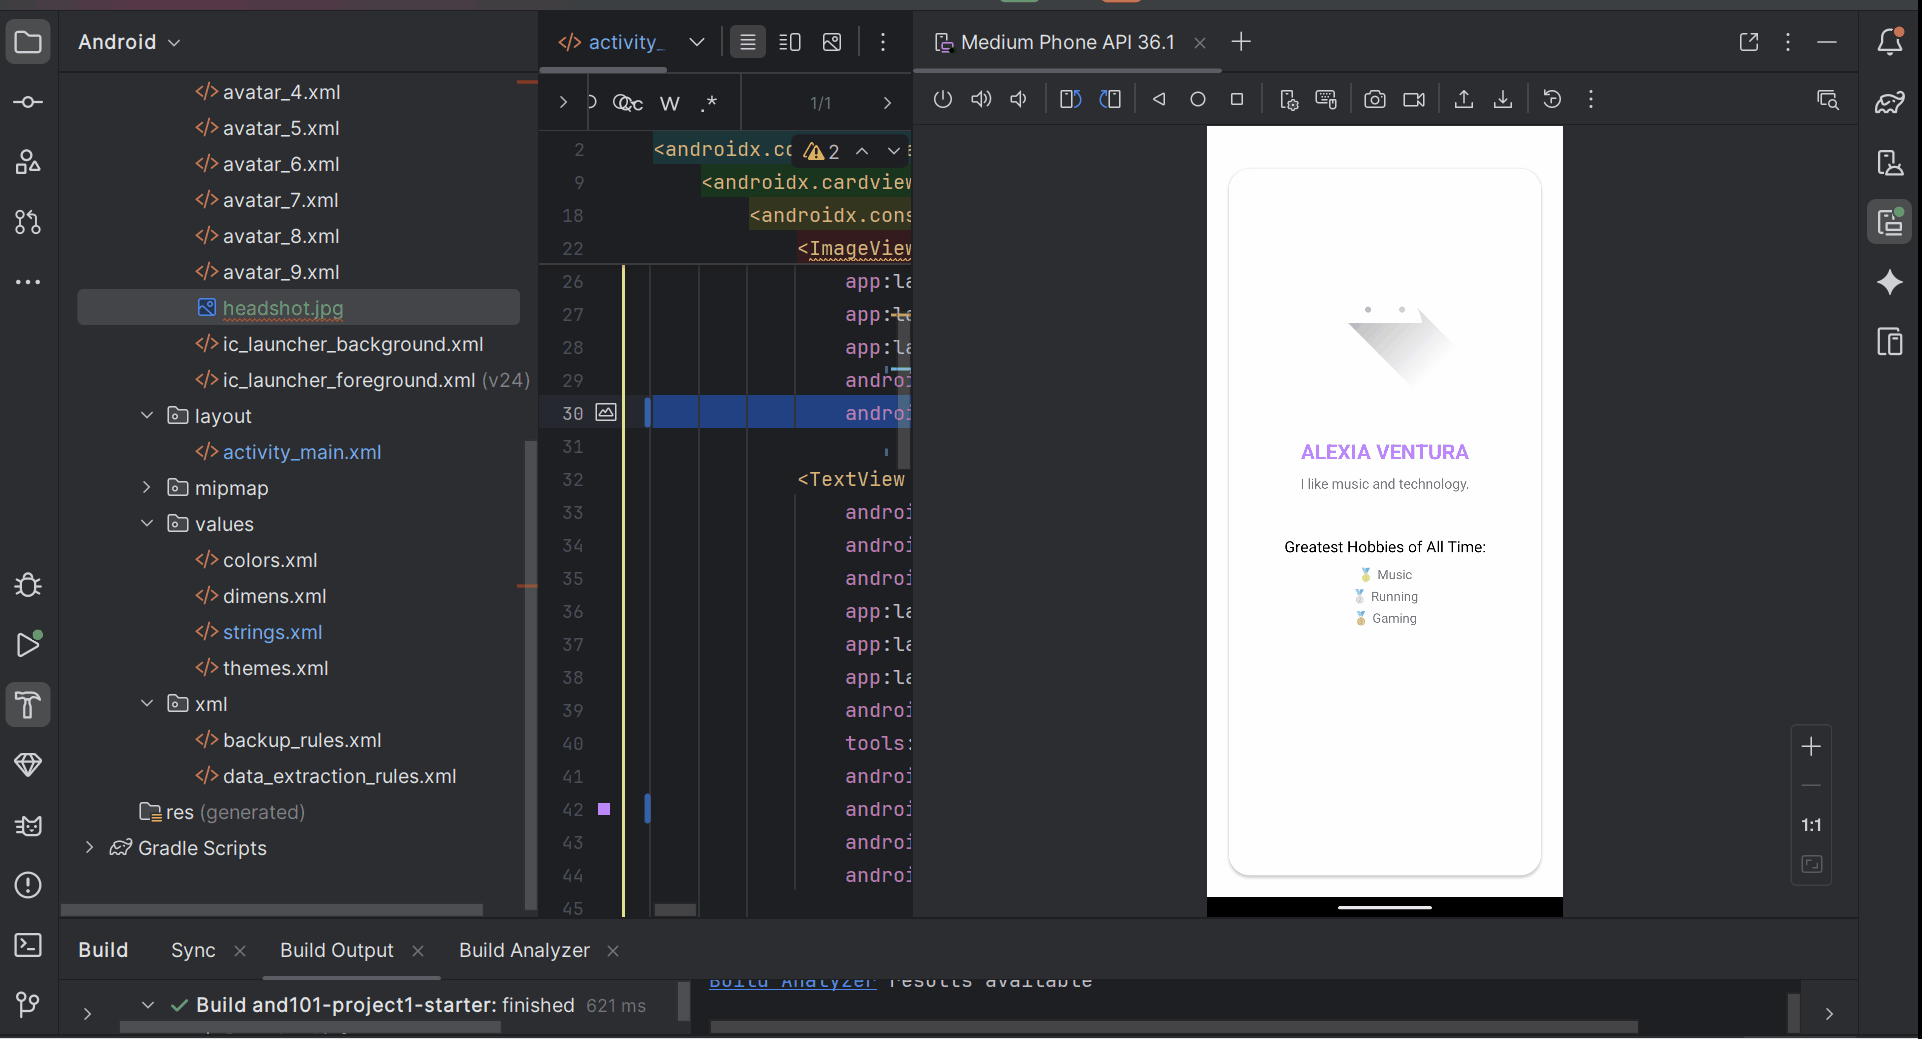 Android
avatar_4.xml
avatar_5.xml
avatar_6.xml
avatar_7.xml
avatar_8.xml
avatar_9.xml
headshot.jpg
ic_launcher_background.xml
ic_launcher_foreground.xml (v24)
layout
activity_main.xml
mipmap
values
colors.xml
dimens.xml
strings.xml
themes.xml
xml
backup_rules.xml
data_extraction_rules.xml
res (generated)
Gradle Scripts
activity_
W .* 1/1
2 <androidx.co 2
9 <androidx.cardview
18 <androidx.cons
22 <ImageView
26 app:la
27 app:la
28 app:la
29 androi
30 androi
31
32 <TextView
33 androi
34 androi
35 androi
36 app:la
37 app:la
38 app:la
39 androi
40 tools:
41 androi
42 androi
43 androi
44 androi
45
Medium Phone API 36.1
ALEXIA VENTURA
I like music and technology.
Greatest Hobbies of All Time:
🥇 Music
🥈 Running
🥉 Gaming
1:1
Build Sync Build Output Build Analyzer
Build and101-project1-starter: finished 621 ms
Build Analyzer results available